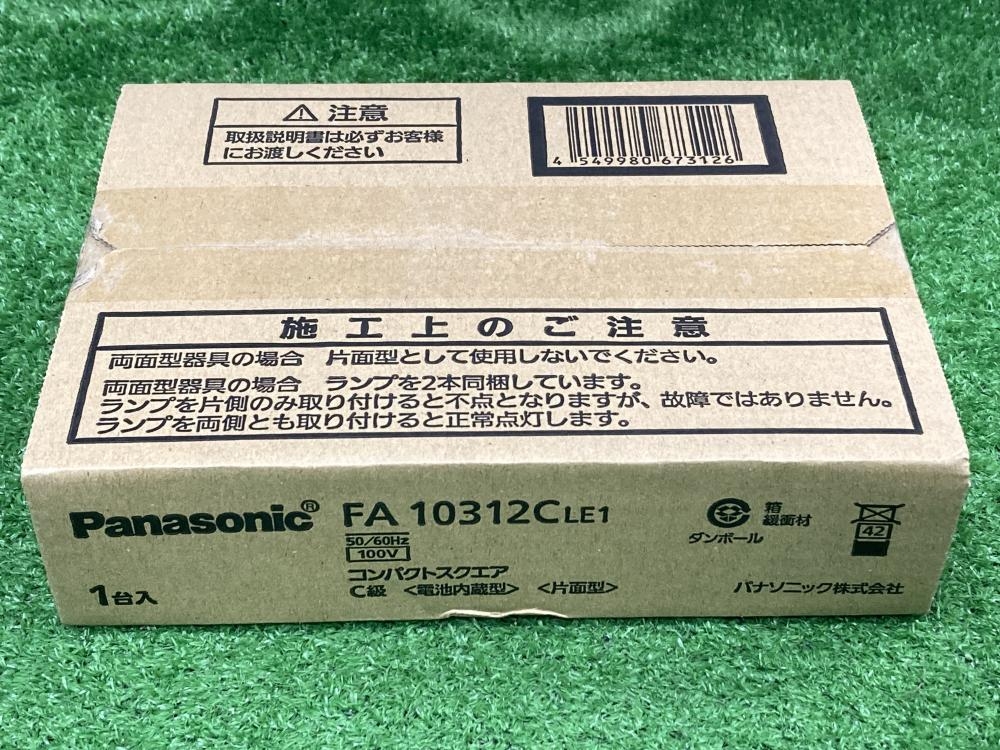 ⚠ 注意
取扱説明書は必ずお客様
にお渡しください
4 549980 673126
施工上のご注意
両面型器具の場合 片面型として使用しないでください。
両面型器具の場合 ランプを2本同梱しています。
ランプを片側のみ取り付けると不点となりますが、故障ではありません。
ランプを両側とも取り付けると正常点灯します。
Panasonic® FA 10312C LE1
50/60Hz
100V
コンパクトスクエア
C級 <電池内蔵型> <片面型>
1台入
箱
緩衝材
ダンボール
42
パナソニック株式会社